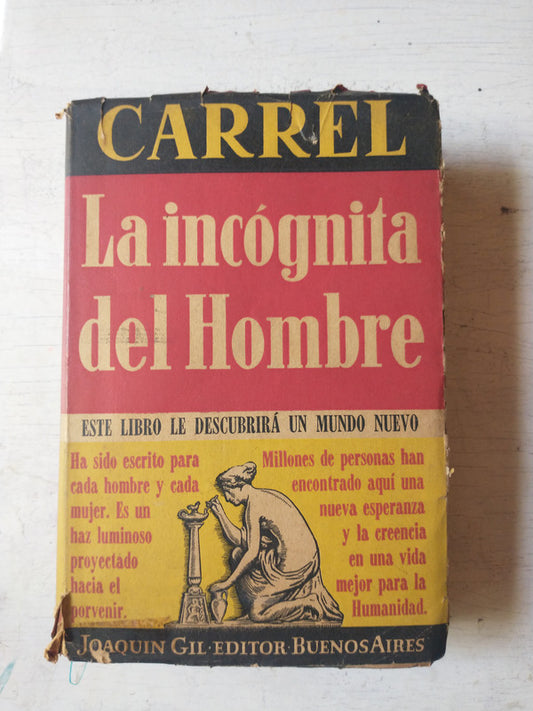 CARREL
La incógnita
del Hombre
ESTE LIBRO LE DESCUBRIRÁ UN MUNDO NUEVO
Ha sido escrito para
cada hombre y cada
mujer. Es un
haz luminoso
proyectado
hacia el
porvenir.
Millones de personas han
encontrado aquí una
nueva esperanza
y la creencia
en una vida
mejor para la
Humanidad.
JOAQUIN GIL·EDITOR·BUENOS AIRES